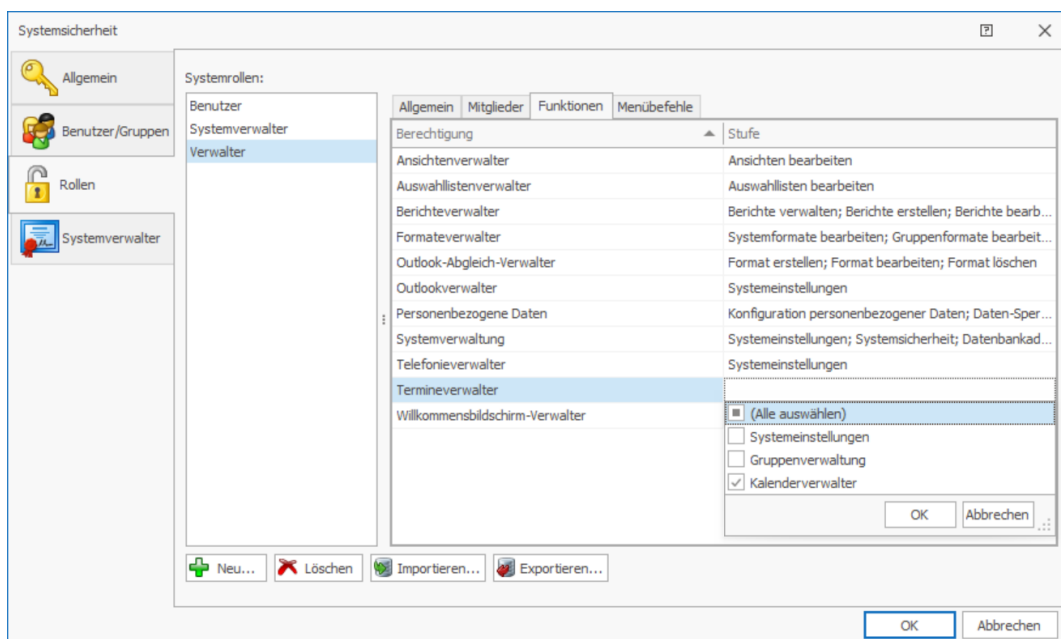 Systemsicherheit
Allgemein
Benutzer/Gruppen
Rollen
Systemverwalter
Systemrollen:
Benutzer
Systemverwalter
Verwalter
Allgemein Mitglieder Funktionen Menübefehle
Berechtigung Stufe
Ansichtenverwalter Ansichten bearbeiten
Auswahllistenverwalter Auswahllisten bearbeiten
Berichteverwalter Berichte verwalten; Berichte erstellen; Berichte bearb...
Formateverwalter Systemformate bearbeiten; Gruppenformate bearbeit...
Outlook-Abgleich-Verwalter Format erstellen; Format bearbeiten; Format löschen
Outlookverwalter Systemeinstellungen
Personenbezogene Daten Konfiguration personenbezogener Daten; Daten-Sper...
Systemverwaltung Systemeinstellungen; Systemsicherheit; Datenbankad...
Telefonieverwalter Systemeinstellungen
Termineverwalter
Willkommensbildschirm-Verwalter
(Alle auswählen)
Systemeinstellungen
Gruppenverwaltung
Kalenderverwalter
OK Abbrechen
Neu... Löschen Importieren... Exportieren...
OK Abbrechen